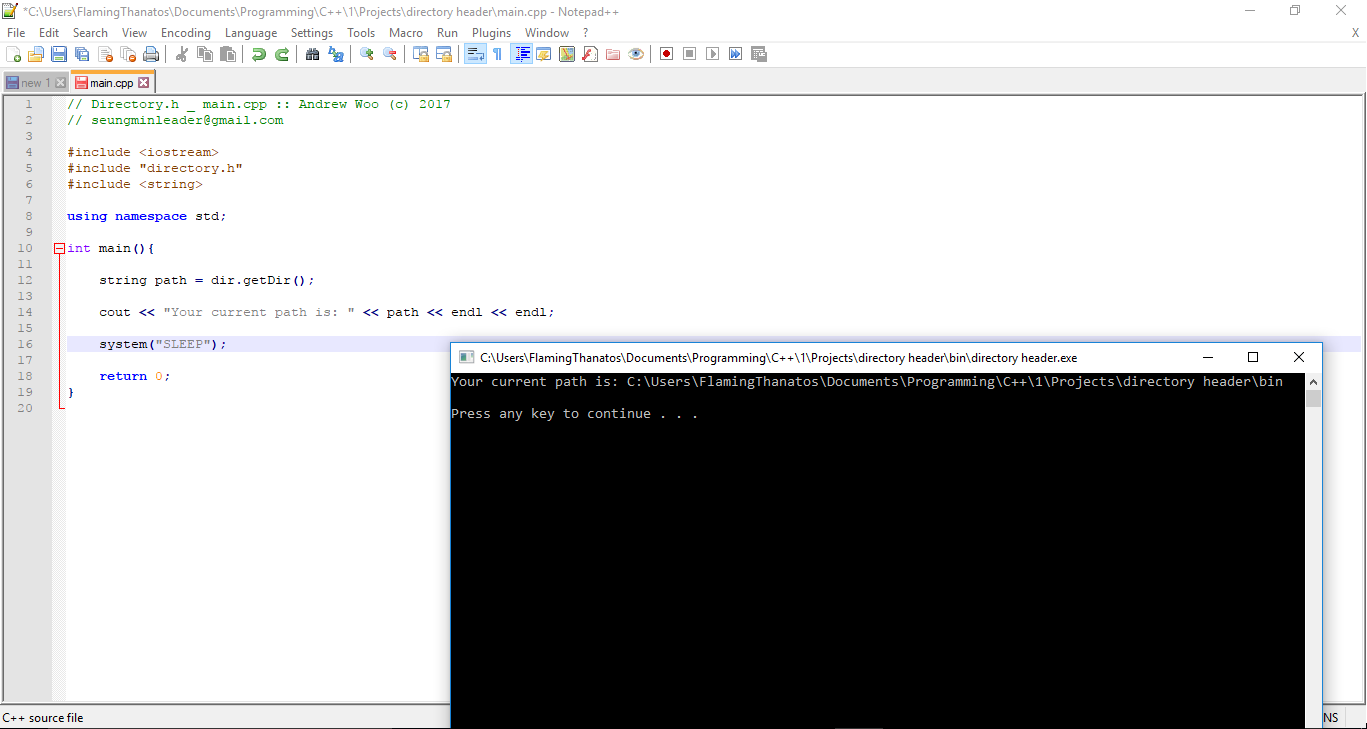 *C:\Users\FlamingThanatos\Documents\Programming\C++\1\Projects\directory header\main.cpp - Notepad++
File Edit Search View Encoding Language Settings Tools Macro Run Plugins Window ? X
new 1 main.cpp
1 // Directory.h _ main.cpp :: Andrew Woo (c) 2017
2 // seungminleader@gmail.com
3
4 #include <iostream>
5 #include "directory.h"
6 #include <string>
7
8 using namespace std;
9
10 int main(){
11
12 string path = dir.getDir();
13
14 cout << "Your current path is: " << path << endl << endl;
15
16 system("SLEEP");
17
18 return 0;
19 }
20
C:\Users\FlamingThanatos\Documents\Programming\C++\1\Projects\directory header\bin\directory header.exe
Your current path is: C:\Users\FlamingThanatos\Documents\Programming\C++\1\Projects\directory header\bin
Press any key to continue . . .
C++ source file
NS